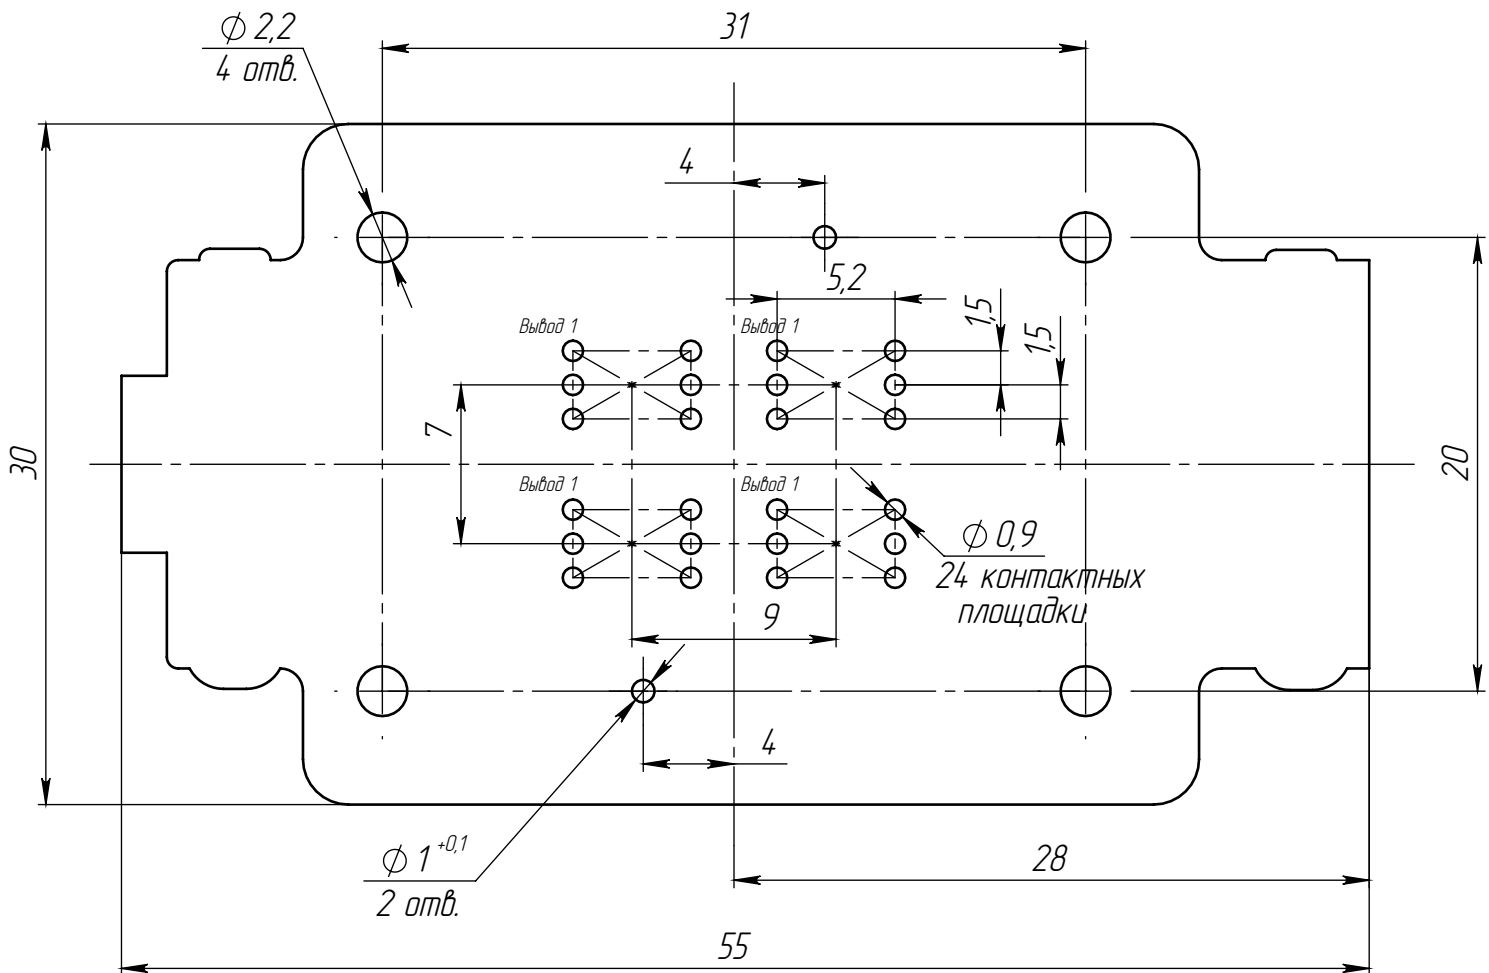 ⌀ 2,2
4 отв.
31
4
5,2
1,5
1,5
Вывод 1
Вывод 1
7
30
20
Вывод 1
Вывод 1
⌀ 0,9
24 контактных
площадки
9
4
⌀ 1 +0,1
2 отв.
28
55